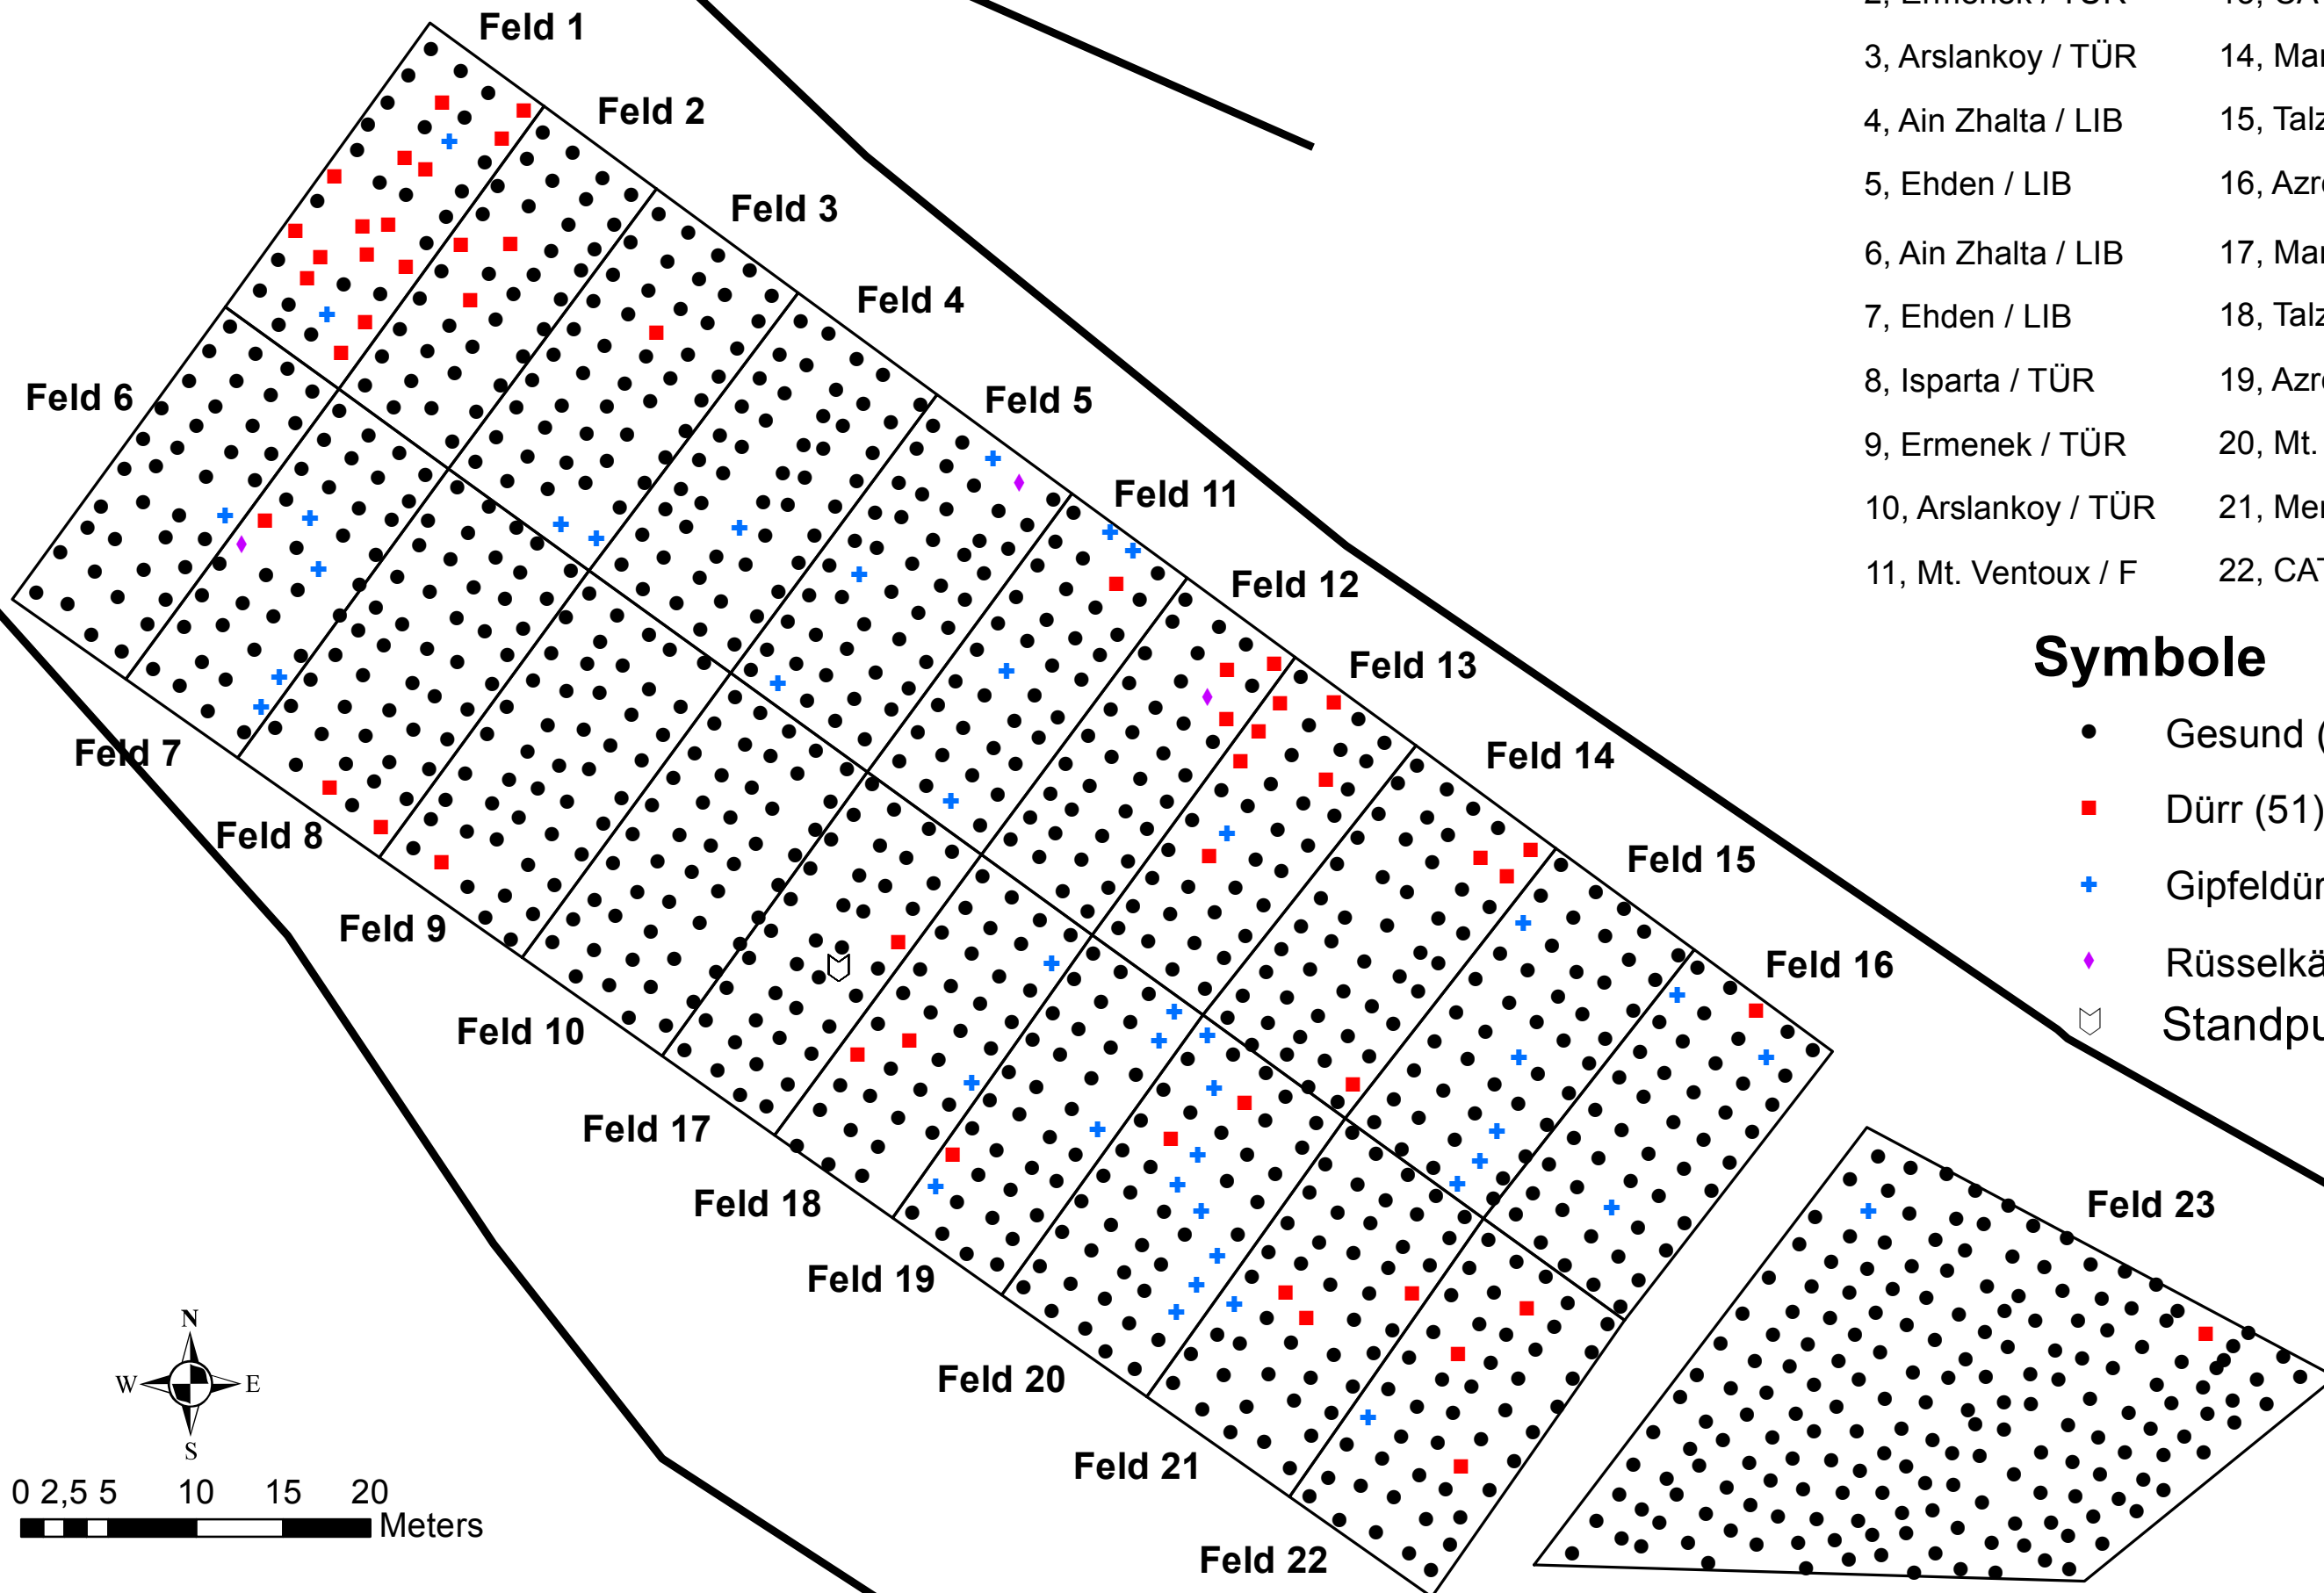 Feld 1
Feld 2
Feld 3
Feld 4
Feld 5
Feld 11
Feld 12
Feld 13
Feld 14
Feld 15
Feld 16
Feld 23
Feld 6
Feld 7
Feld 8
Feld 9
Feld 10
Feld 17
Feld 18
Feld 19
Feld 20
Feld 21
Feld 22
3, Arslankoy / TÜR
4, Ain Zhalta / LIB
5, Ehden / LIB
6, Ain Zhalta / LIB
7, Ehden / LIB
8, Isparta / TÜR
9, Ermenek / TÜR
10, Arslankoy / TÜR
11, Mt. Ventoux / F
14,
15,
16,
17,
18,
19,
20, Mt.
21,
22,
Symbole
Gesund (
Dürr (51)
N
W E
S
0 2,5 5 10 15 20
Meters